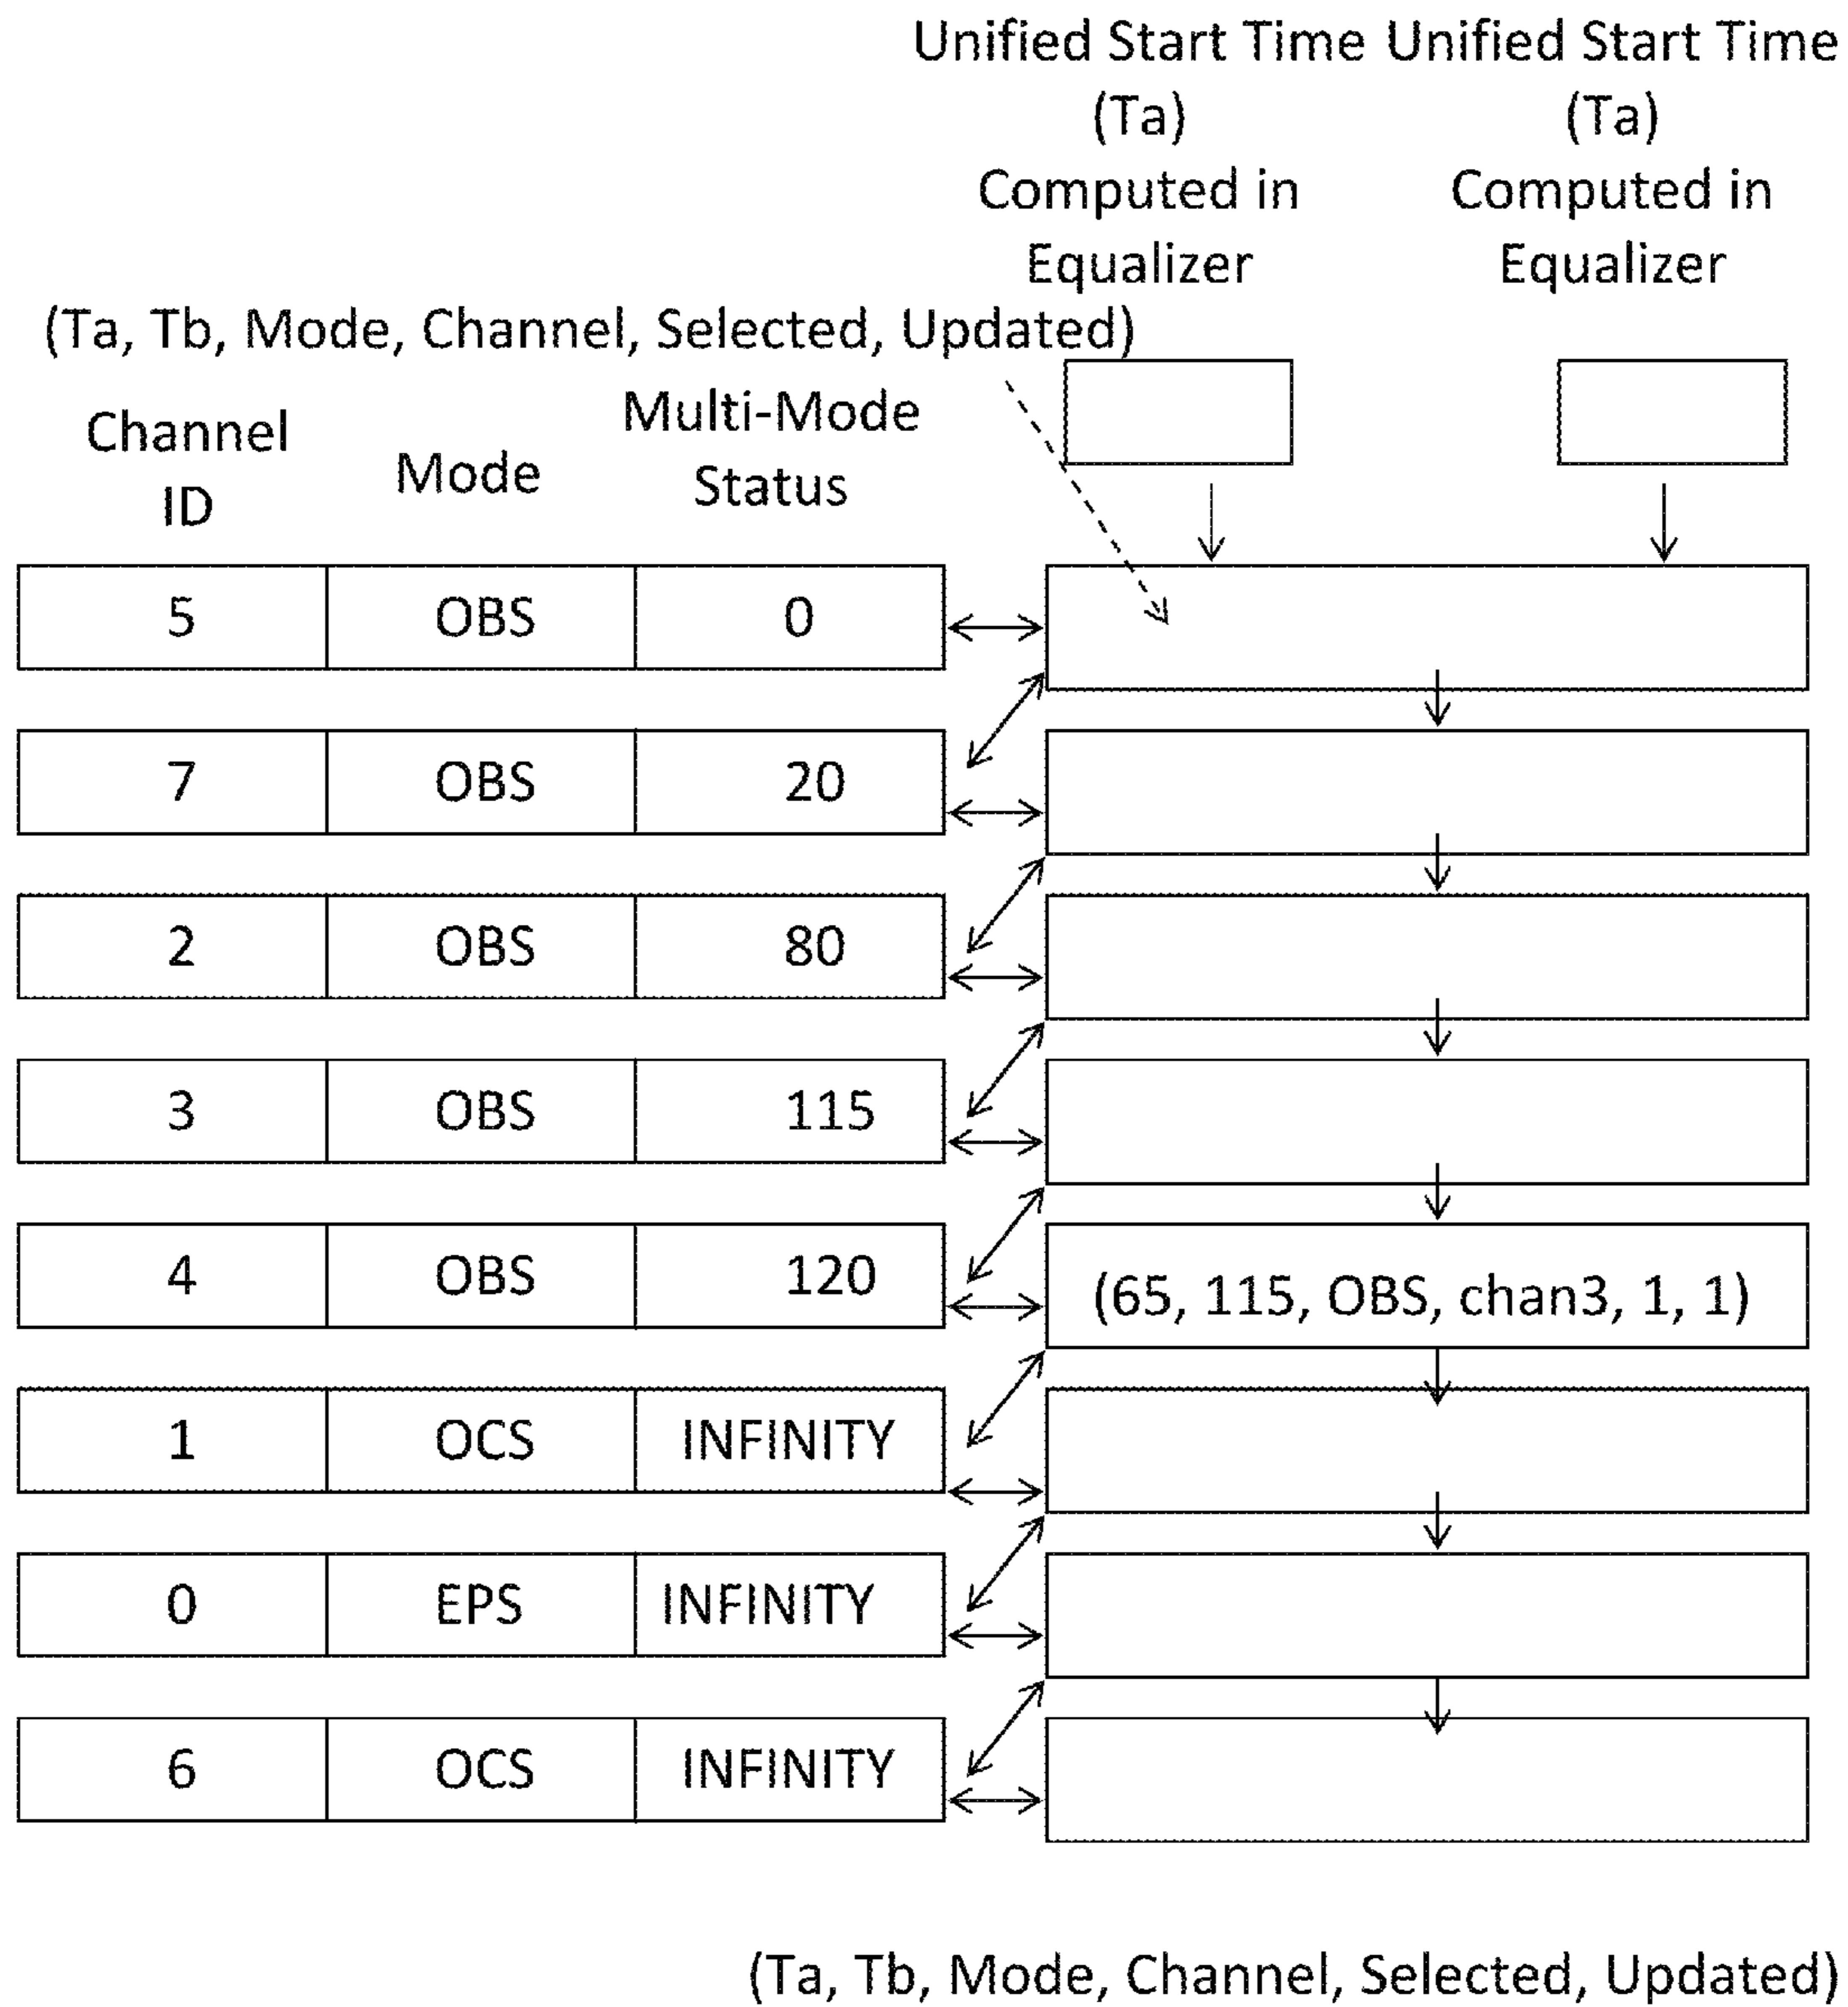 Unified Start Time Unified Start Time
(Ta) (Ta)
Computed in Computed in
Equalizer Equalizer
(Ta, Tb, Mode, Channel, Selected, Updated)
Channel ID Mode Multi-Mode Status
5 OBS 0
7 OBS 20
2 OBS 80
3 OBS 115
4 OBS 120 (65, 115, OBS, chan3, 1, 1)
1 OCS INFINITY
0 EPS INFINITY
6 OCS INFINITY
(Ta, Tb, Mode, Channel, Selected, Updated)